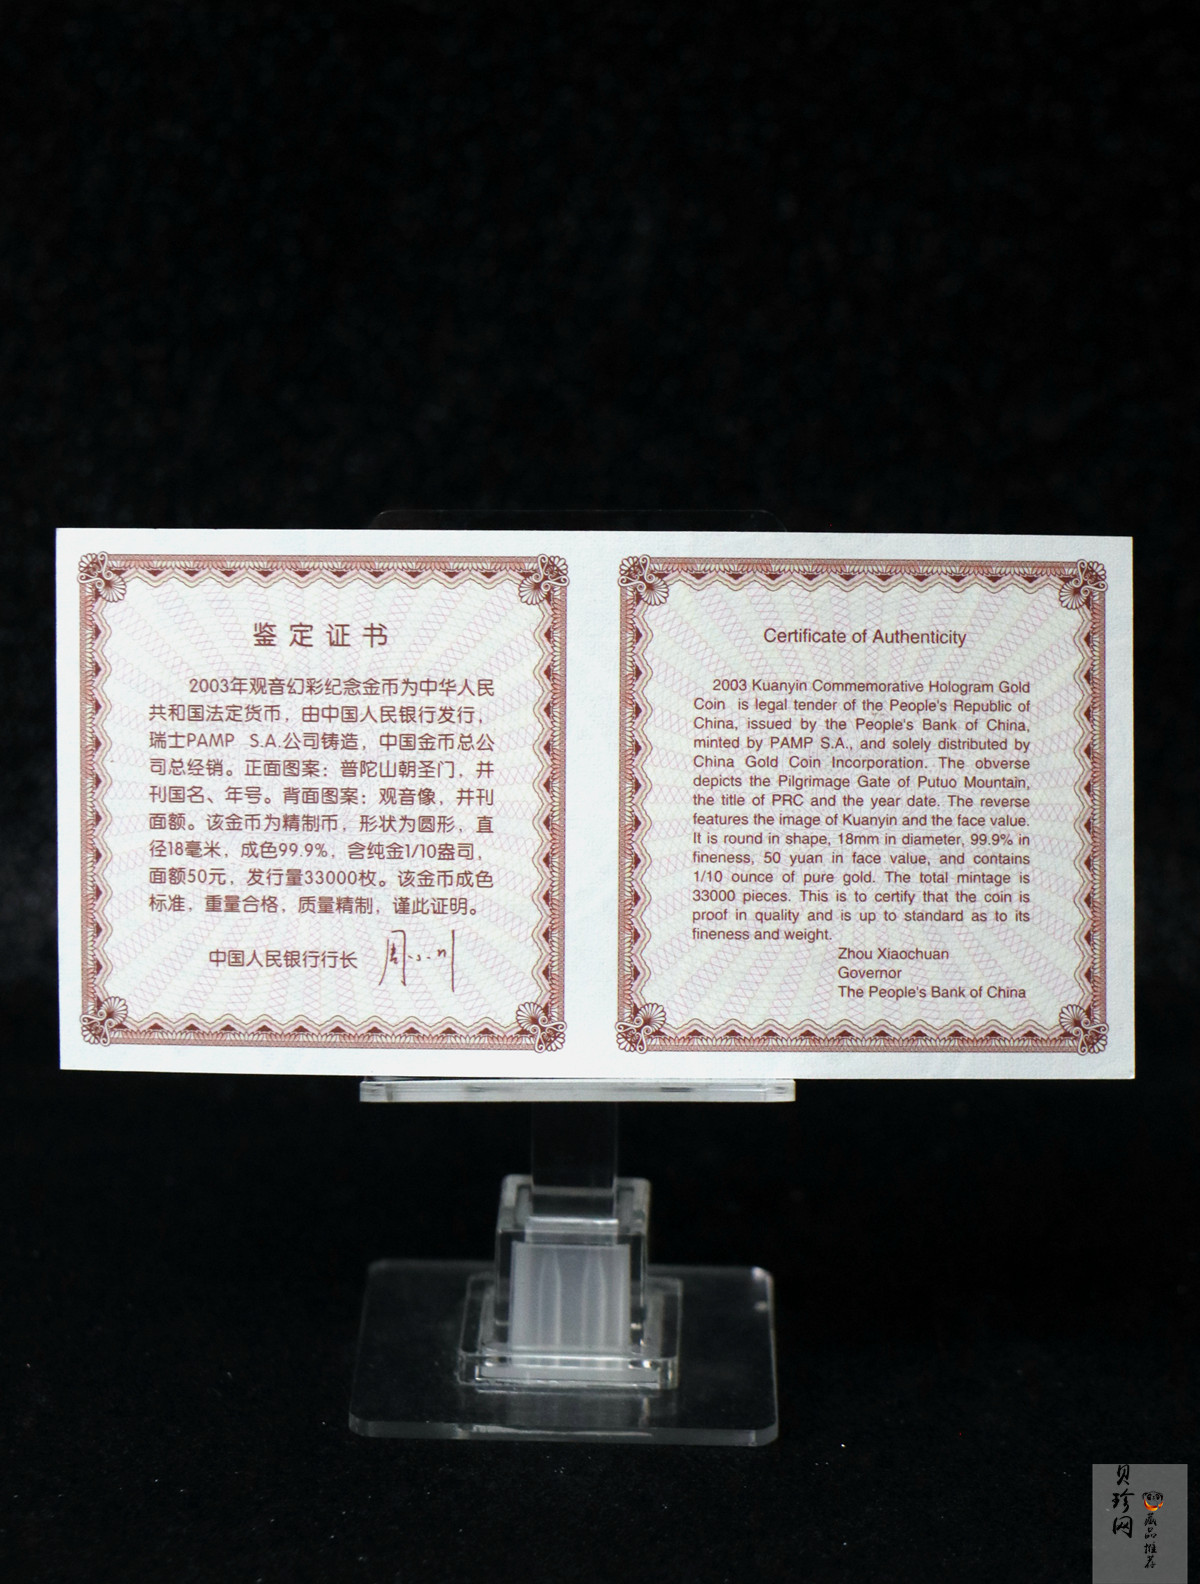 鉴定证书
2003年观音幻彩纪念金币为中华人民
共和国法定货币，由中国人民银行发行，
瑞士PAMP S.A.公司铸造，中国金币总公
司总经销。正面图案：普陀山朝圣门，并
刊国名、年号。背面图案：观音像，并刊
面额。该金币为精制币，形状为圆形，直
径18毫米，成色99.9%，含纯金1/10盎司，
面额50元，发行量33000枚。该金币成色
标准，重量合格，质量精制，谨此证明。
中国人民银行行长 周小川
Certificate of Authenticity
2003 Kuanyin Commemorative Hologram Gold
Coin is legal tender of the People's Republic of
China, issued by the People's Bank of China,
minted by PAMP S.A., and solely distributed by
China Gold Coin Incorporation. The obverse
depicts the Pilgrimage Gate of Putuo Mountain,
the title of PRC and the year date. The reverse
features the image of Kuanyin and the face value.
It is round in shape, 18mm in diameter, 99.9% in
fineness, 50 yuan in face value, and contains
1/10 ounce of pure gold. The total mintage is
33000 pieces. This is to certify that the coin is
proof in quality and is up to standard as to its
fineness and weight.
Zhou Xiaochuan
Governor
The People's Bank of China
贝珍网
藏品推荐